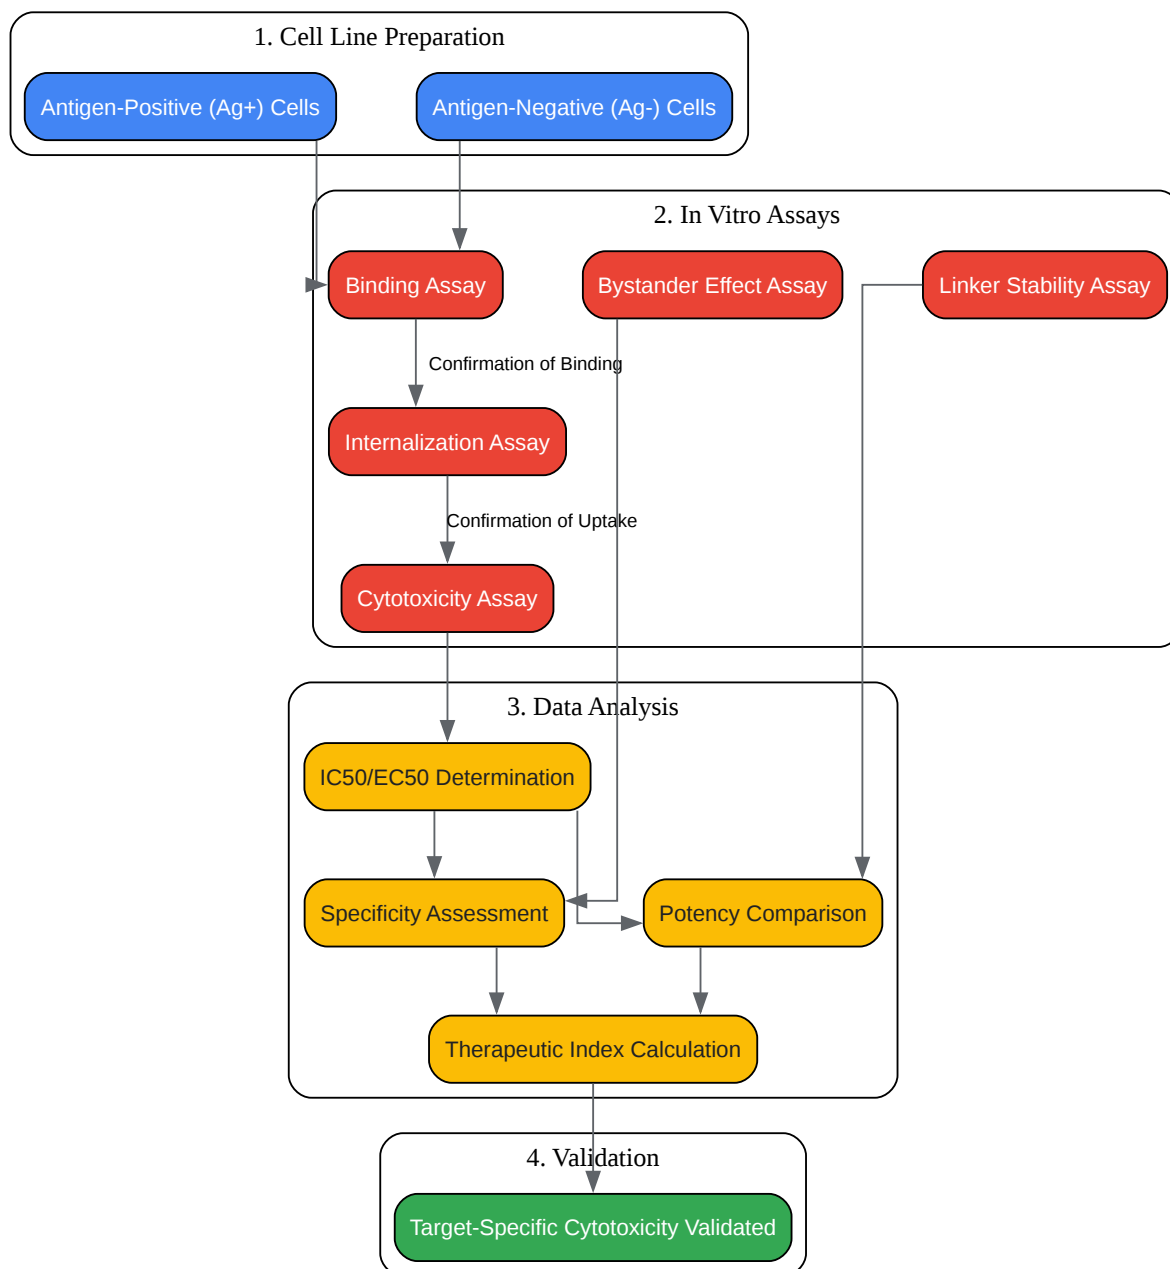 1. Cell Line Preparation
Antigen-Positive (Ag+) Cells
Antigen-Negative (Ag-) Cells
2. In Vitro Assays
Binding Assay
Bystander Effect Assay
Linker Stability Assay
Confirmation of Binding
Internalization Assay
Confirmation of Uptake
Cytotoxicity Assay
3. Data Analysis
IC50/EC50 Determination
Specificity Assessment
Potency Comparison
Therapeutic Index Calculation
4. Validation
Target-Specific Cytotoxicity Validated